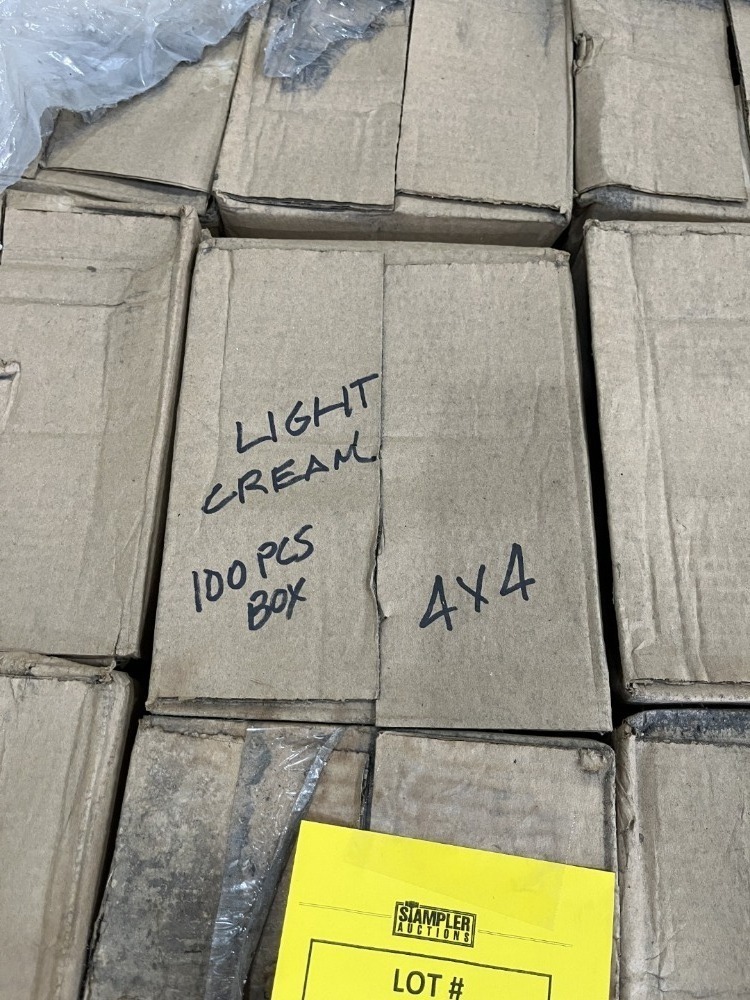 LIGHT
CREAM
100 PCS
BOX
4X4
STAMPLER
AUCTIONS
LOT #